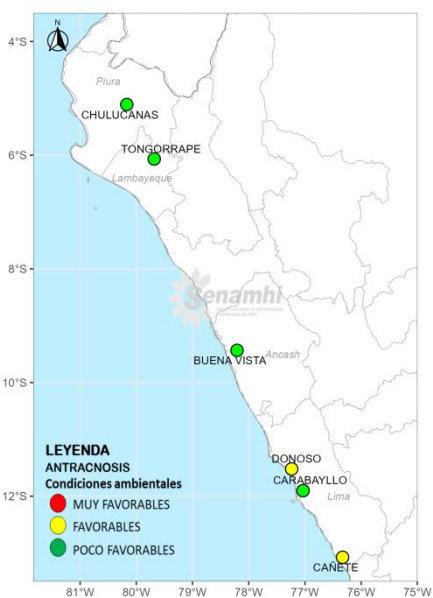 N
4°S
Piura
CHULUCANAS
TONGORRAPE
6°S
Lambayeque
8°S
Senamhi
BUENA VISTA
Ancash
10°S
LEYENDA
ANTRACNOSIS
Condiciones ambientales
MUY FAVORABLES
FAVORABLES
POCO FAVORABLES
DONOSO
CARABAYLLO
12°S
Lima
CAÑETE
81°W
80°W
79°W
78°W
77°W
76°W
75°W